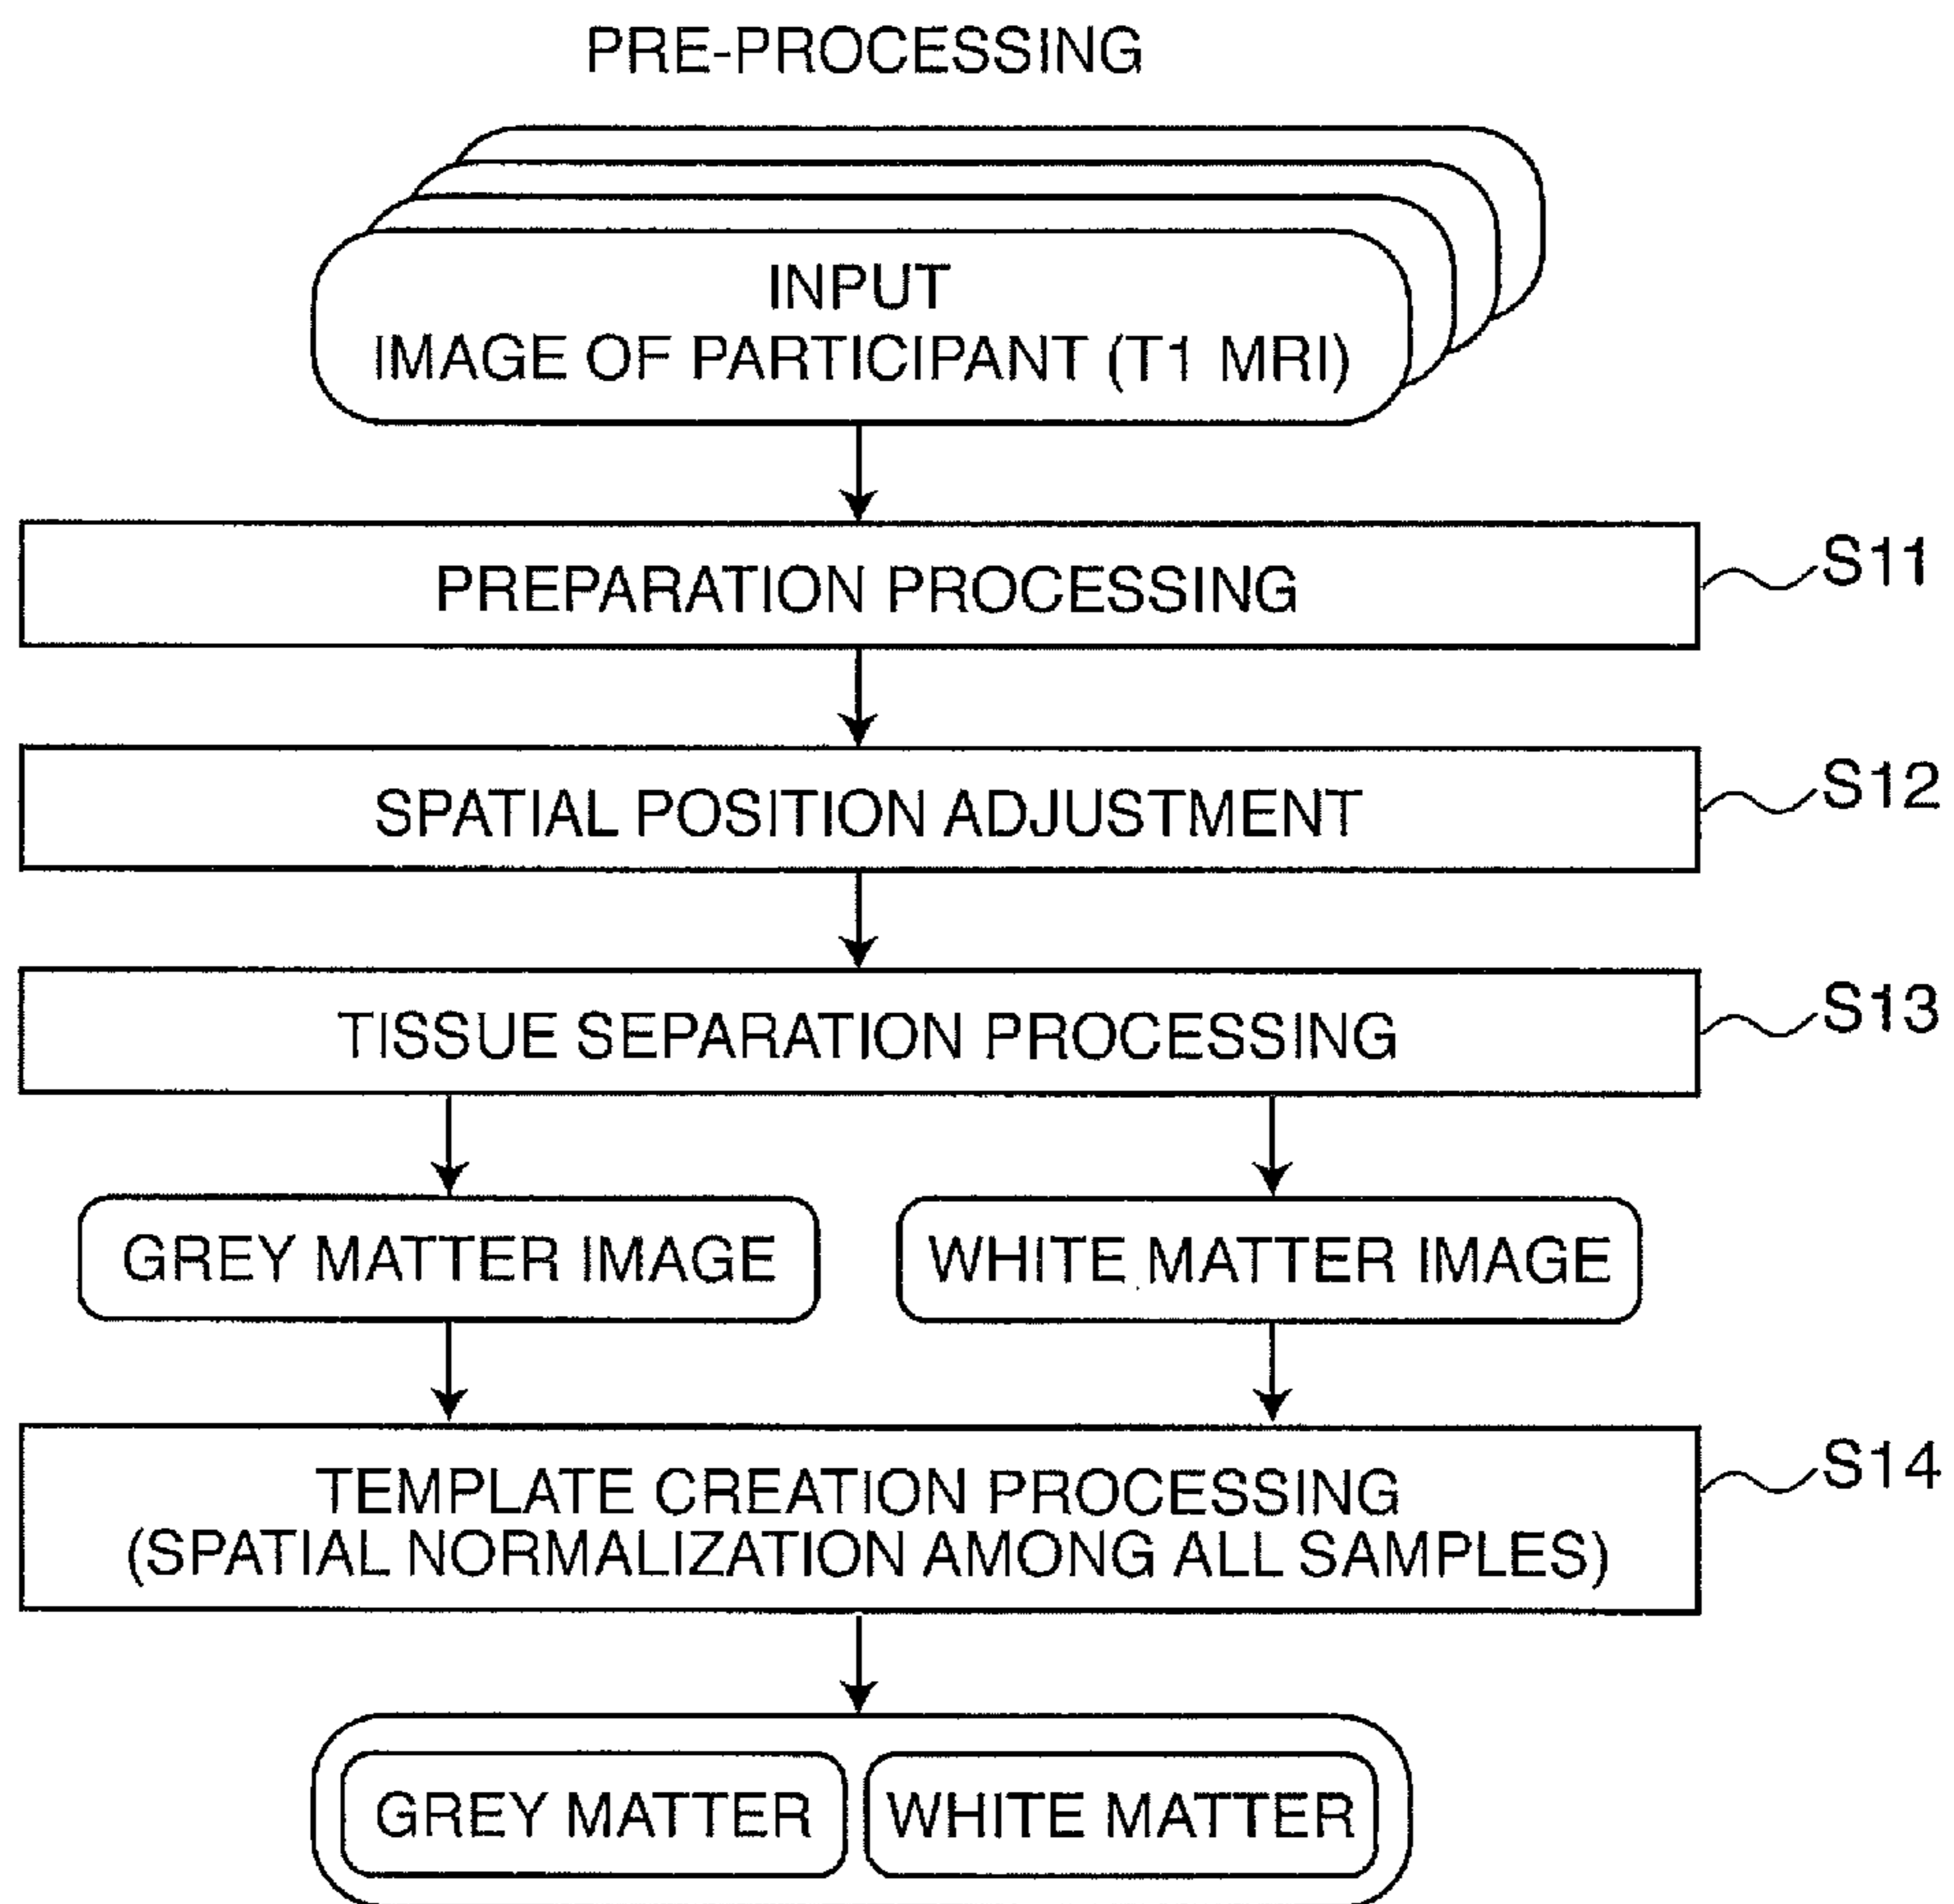 PRE-PROCESSING
INPUT
IMAGE OF PARTICIPANT (T1 MRI)
PREPARATION PROCESSING
S11
SPATIAL POSITION ADJUSTMENT
S12
TISSUE SEPARATION PROCESSING
S13
GREY MATTER IMAGE
WHITE MATTER IMAGE
TEMPLATE CREATION PROCESSING
(SPATIAL NORMALIZATION AMONG ALL SAMPLES)
S14
GREY MATTER
WHITE MATTER